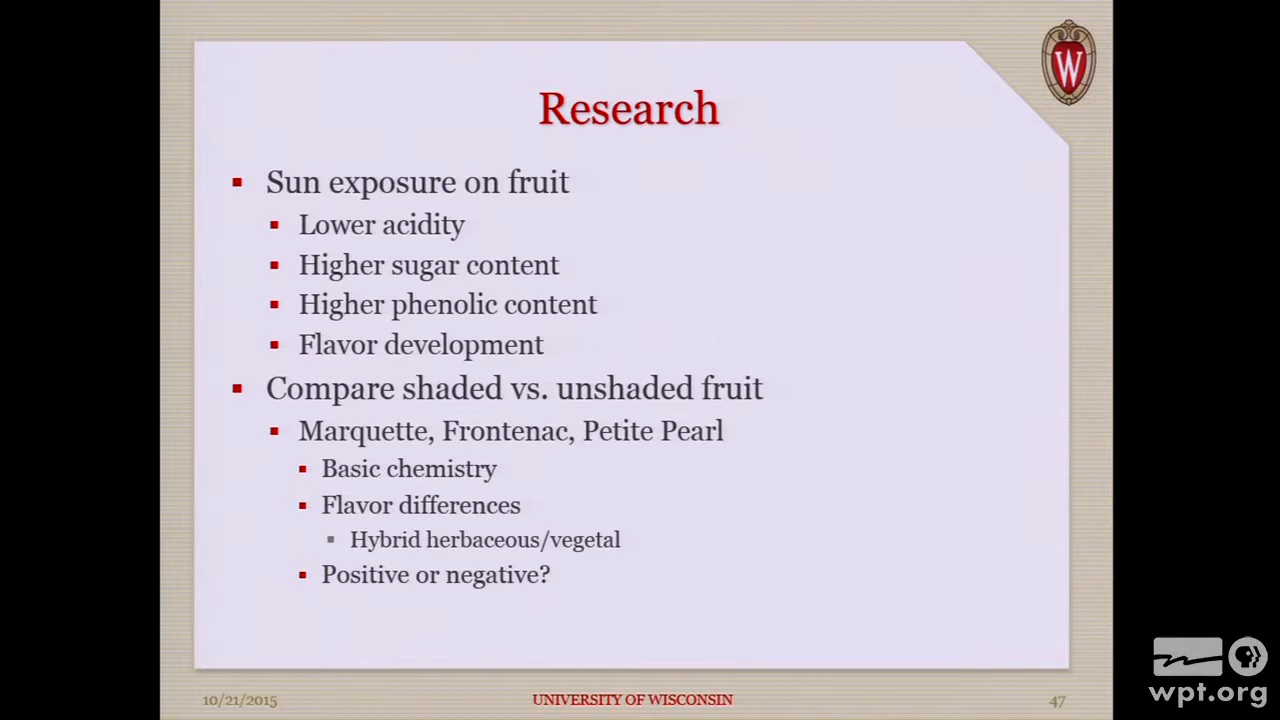 W
Research
Sun exposure on fruit
Lower acidity
Higher sugar content
Higher phenolic content
Flavor development
Compare shaded vs. unshaded fruit
Marquette, Frontenac, Petite Pearl
Basic chemistry
Flavor differences
Hybrid herbaceous/vegetal
Positive or negative?
10/21/2015
UNIVERSITY OF WISCONSIN
47
wpt.org